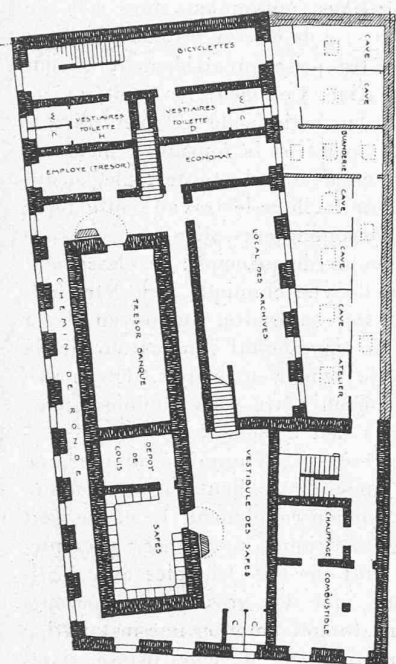 BICYCLETTES
CAVE
CAVE
VESTIAIRES
TOILETTE
H
VESTIAIRES
TOILETTE
D
W
C
W
C
BUANDERIE
EMPLOYE (TRESOR)
ECONOMAT
CAVE
CAVE
CAVE
ATELIER
LOCAL DES ARCHIVES
TRESOR BANQUE
CHEMIN DE RONDE
DEPOT
DE
COLIS
SAFES
VESTIBULE DES SAFES
CHAUFFAGE
COMBUSTIBLE
C
C